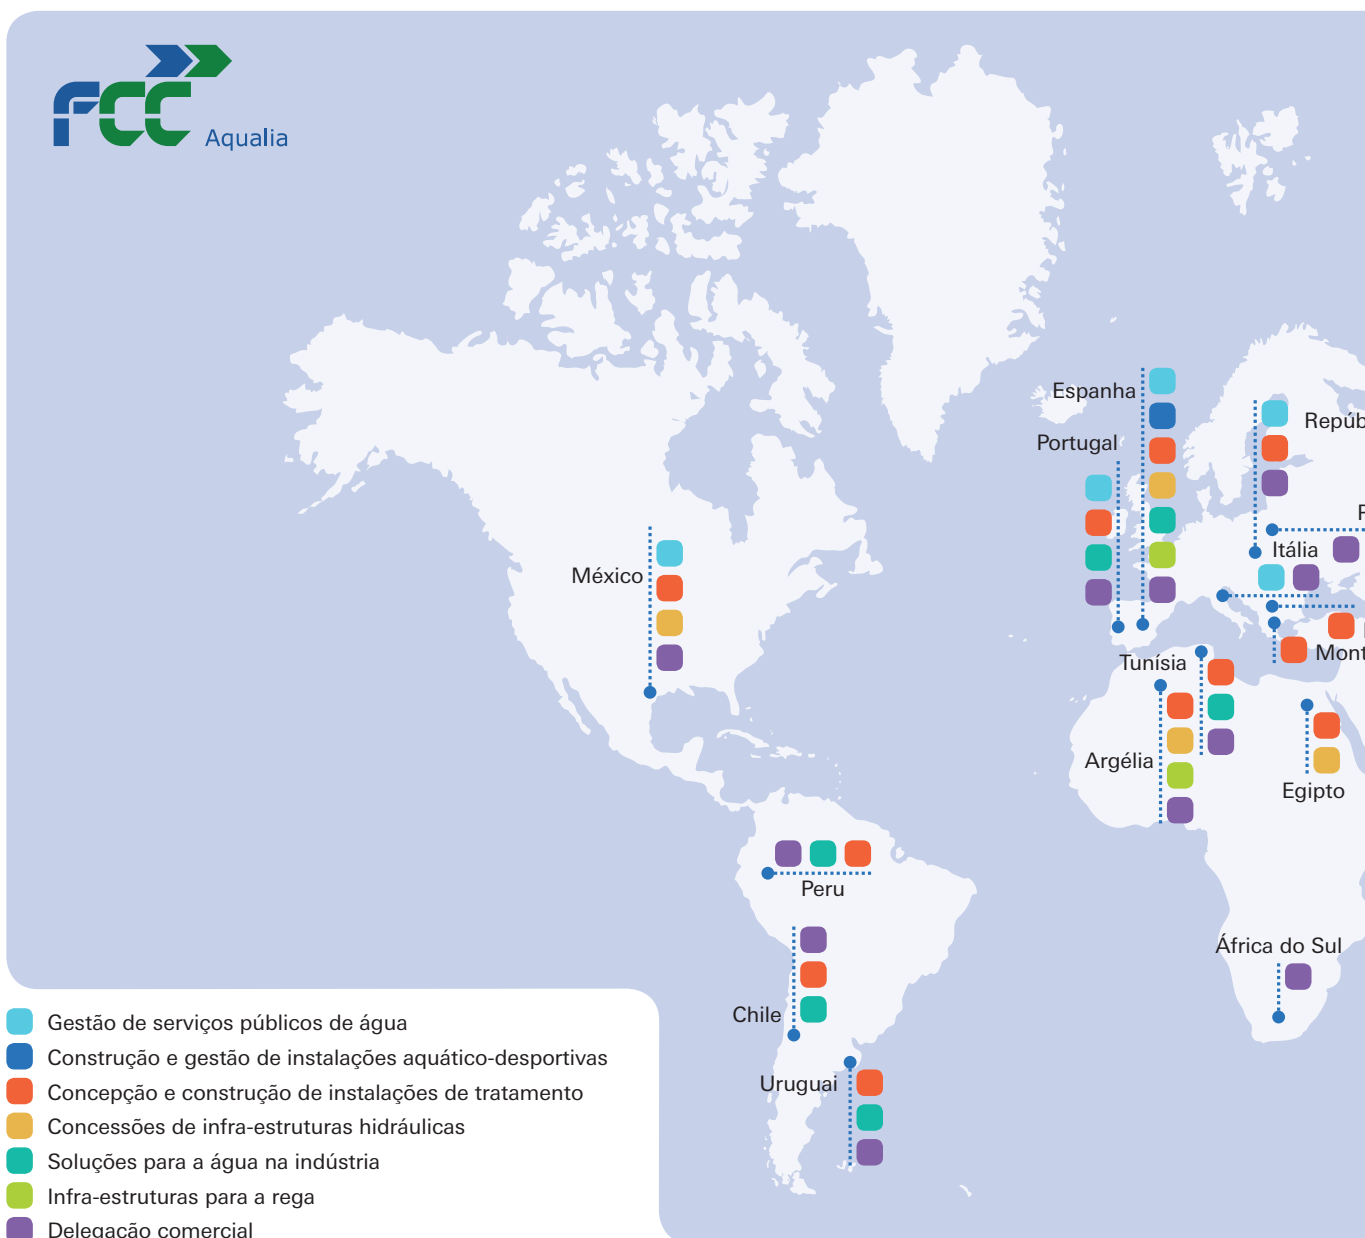 FCC
Aqualia
Espanha
Portugal
México
Itália
Tunísia
Argélia
Egipto
Peru
África do Sul
Chile
Uruguai
Gestão de serviços públicos de água
Construção e gestão de instalações aquático-desportivas
Concepção e construção de instalações de tratamento
Concessões de infra-estruturas hidráulicas
Soluções para a água na indústria
Infra-estruturas para a rega
Delegação comercial